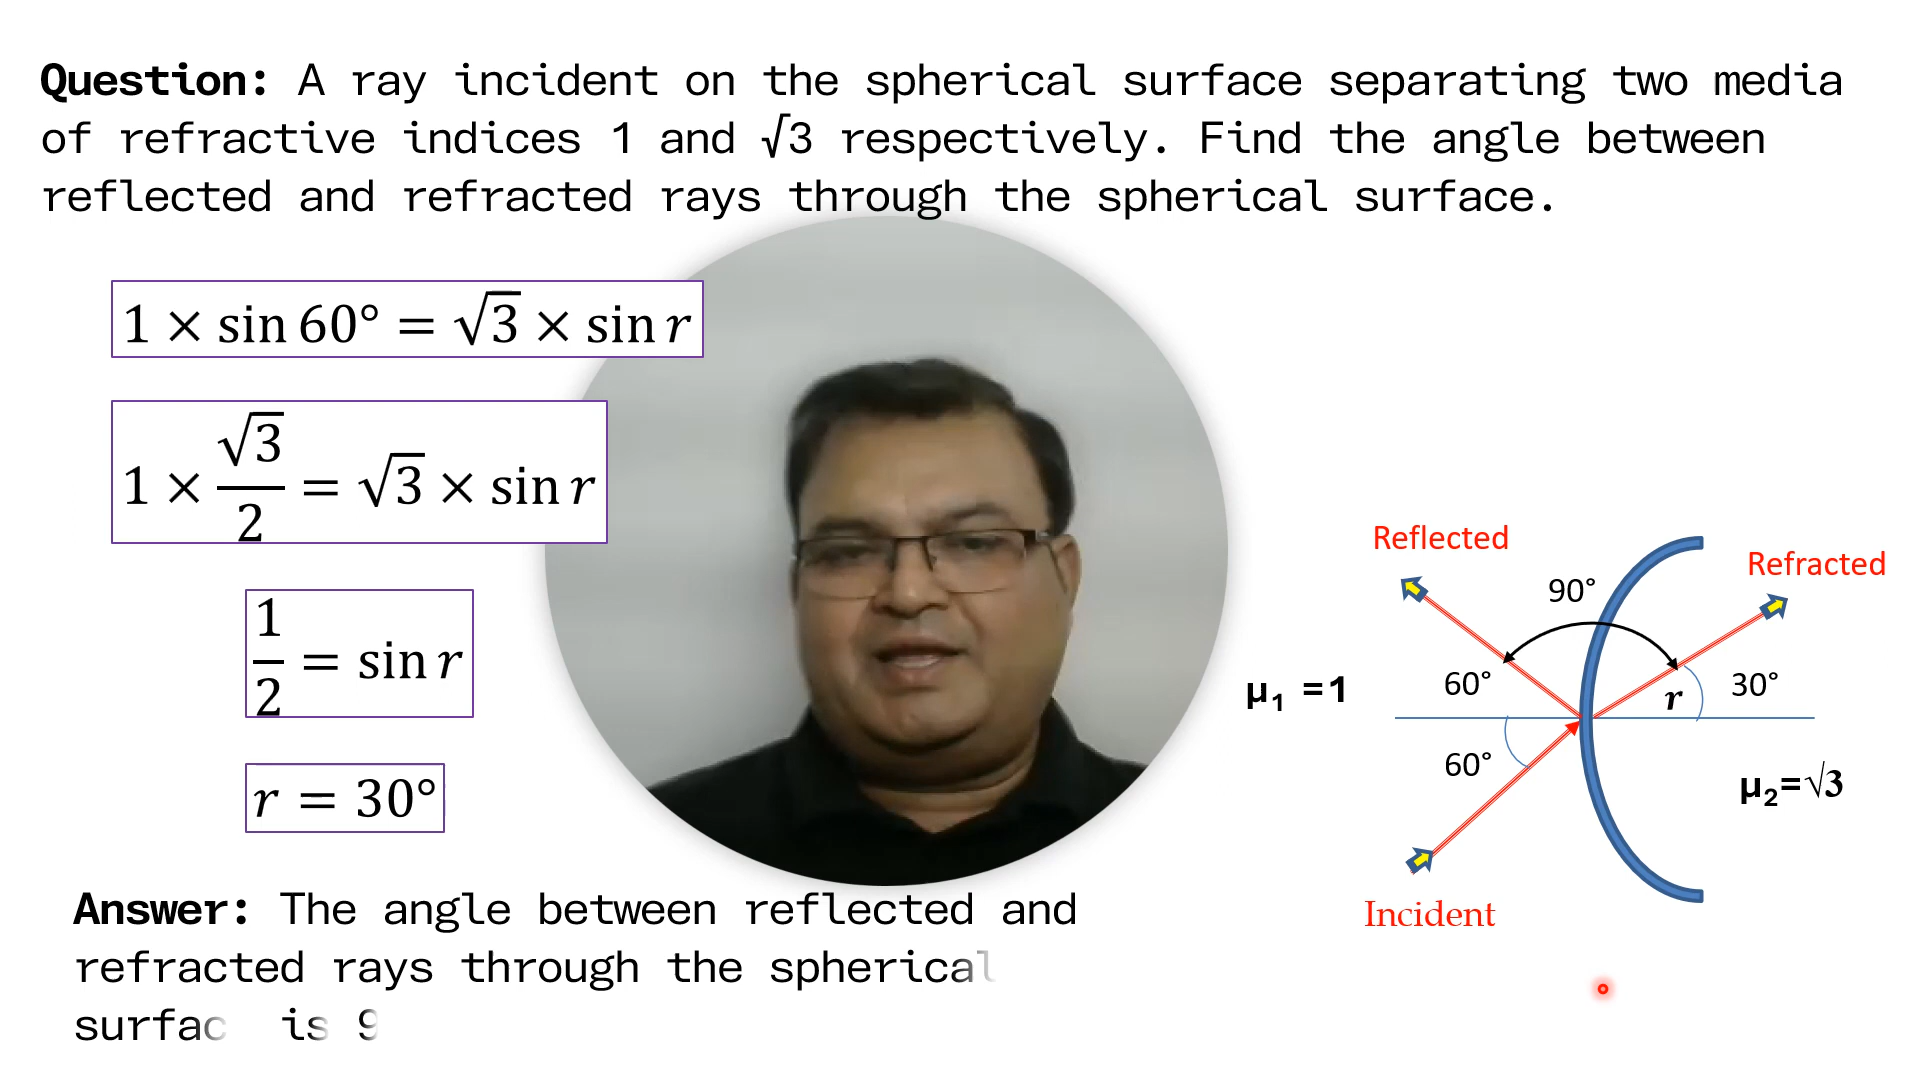 Question: A ray incident on the spherical surface separating two media
of refractive indices 1 and √3 respectively. Find the angle between
reflected and refracted rays through the spherical surface.
1 × sin 60° = √3 × sin r
1 × √3/2 = √3 × sin r
1/2 = sin r
r = 30°
Answer: The angle between reflected and
refracted rays through the spherical
is
Reflected
Refracted
90°
60°
r
30°
μ₁ =1
60°
μ₂=√3
Incident